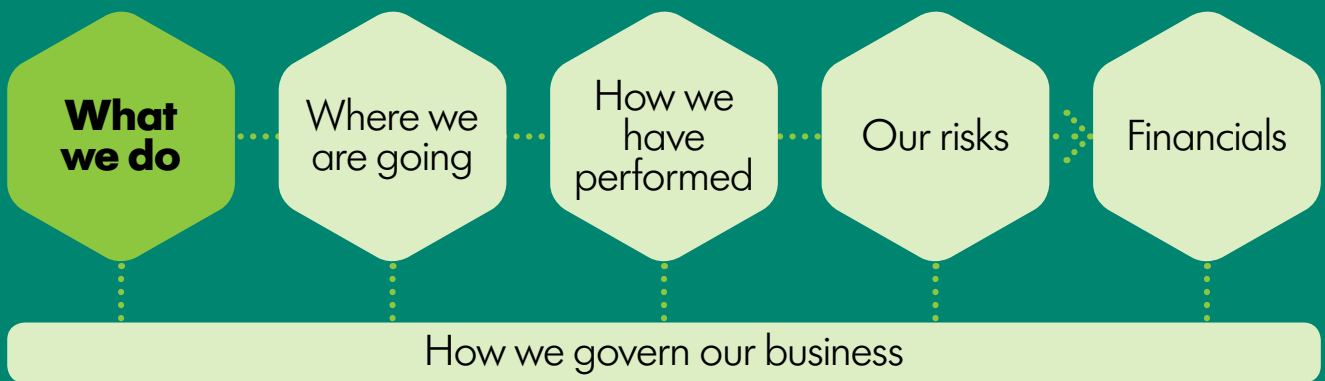 What
we do
Where we
are going
How we
have
performed
Our risks
Financials
How we govern our business